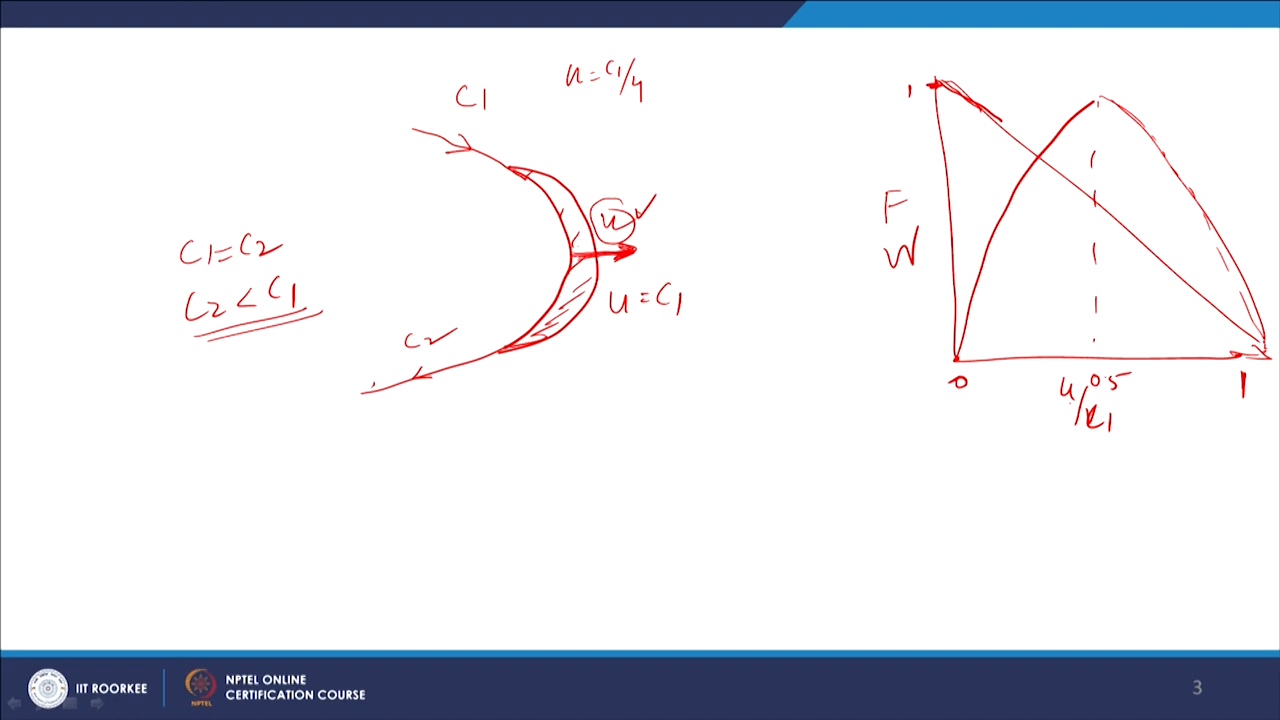 C1
u = C1/4
u
C1 = C2
C2 < C1
u = C1
C2
1
F
W
0
0.5
1
u/C1
IIT ROORKEE
NPTEL ONLINE
CERTIFICATION COURSE
NPTEL
3